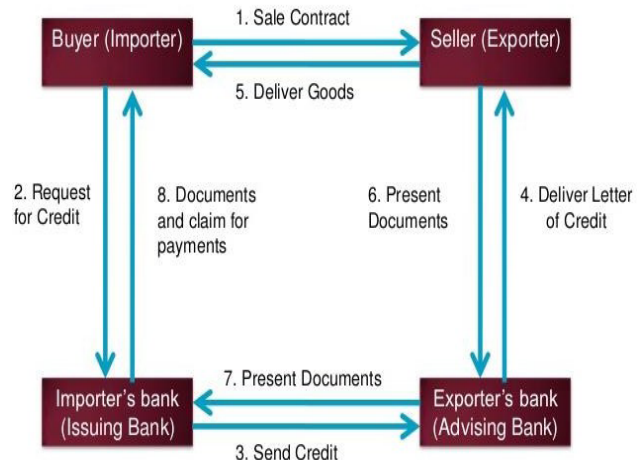 1. Sale Contract
Buyer (Importer)
Seller (Exporter)
5. Deliver Goods
2. Request
for Credit
8. Documents
and claim for
payments
6. Present
Documents
4. Deliver Letter
of Credit
7. Present Documents
Importer's bank
(Issuing Bank)
Exporter's bank
(Advising Bank)
3. Send Credit